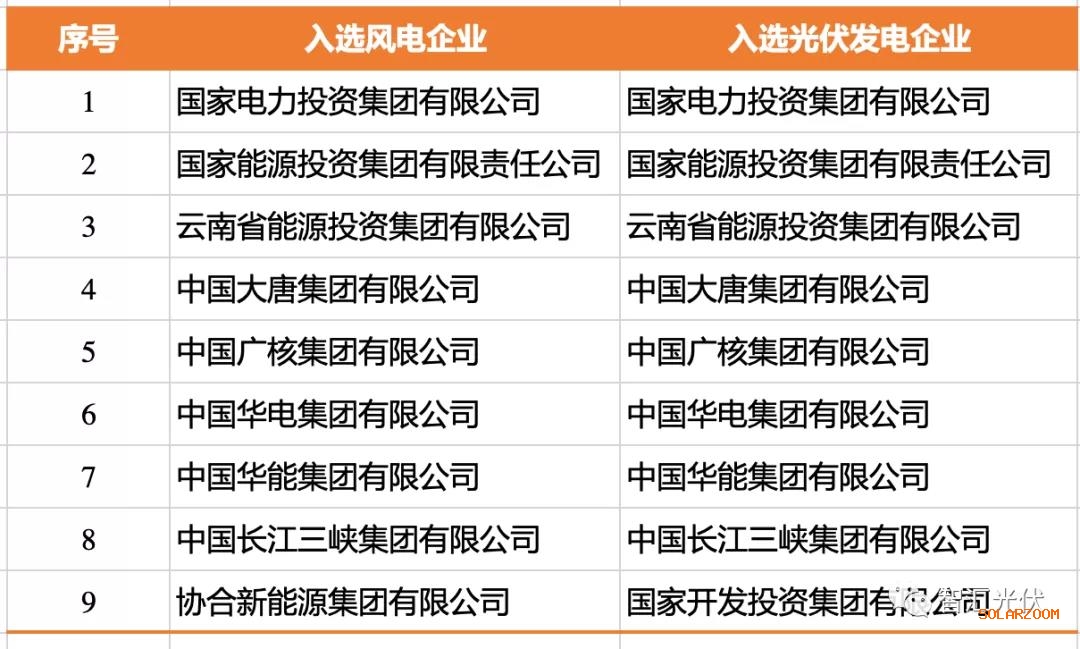 序号 入选风电企业 入选光伏发电企业
1 国家电力投资集团有限公司 国家电力投资集团有限公司
2 国家能源投资集团有限责任公司 国家能源投资集团有限责任公司
3 云南省能源投资集团有限公司 云南省能源投资集团有限公司
4 中国大唐集团有限公司 中国大唐集团有限公司
5 中国广核集团有限公司 中国广核集团有限公司
6 中国华电集团有限公司 中国华电集团有限公司
7 中国华能集团有限公司 中国华能集团有限公司
8 中国长江三峡集团有限公司 中国长江三峡集团有限公司
9 协合新能源集团有限公司 国家开发投资集团有限公司
智汇光伏
SOLARZOOM